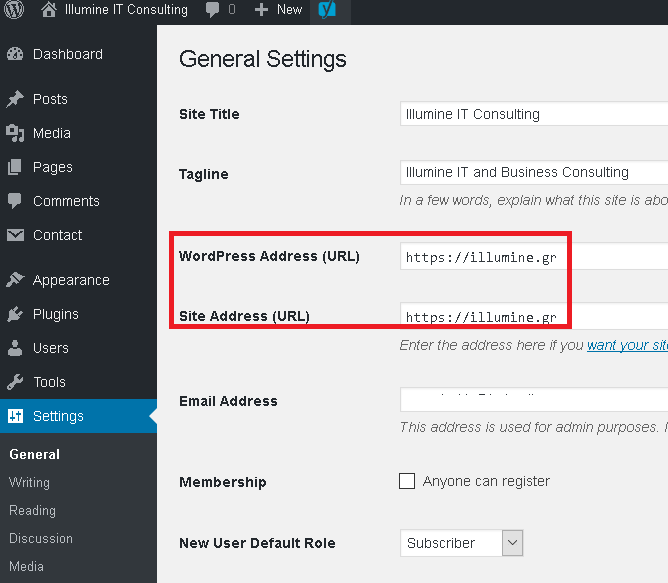 Illumine IT Consulting 0 New
Dashboard
Posts
Media
Pages
Comments
Contact
Appearance
Plugins
Users
Tools
Settings
General
Writing
Reading
Discussion
Media
General Settings
Site Title Illumine IT Consulting
Tagline Illumine IT and Business Consulting
In a few words, explain what this site is abo
WordPress Address (URL) https://illumine.gr
Site Address (URL) https://illumine.gr
Enter the address here if you want your sit
Email Address
This address is used for admin purposes. I
Membership Anyone can register
New User Default Role Subscriber